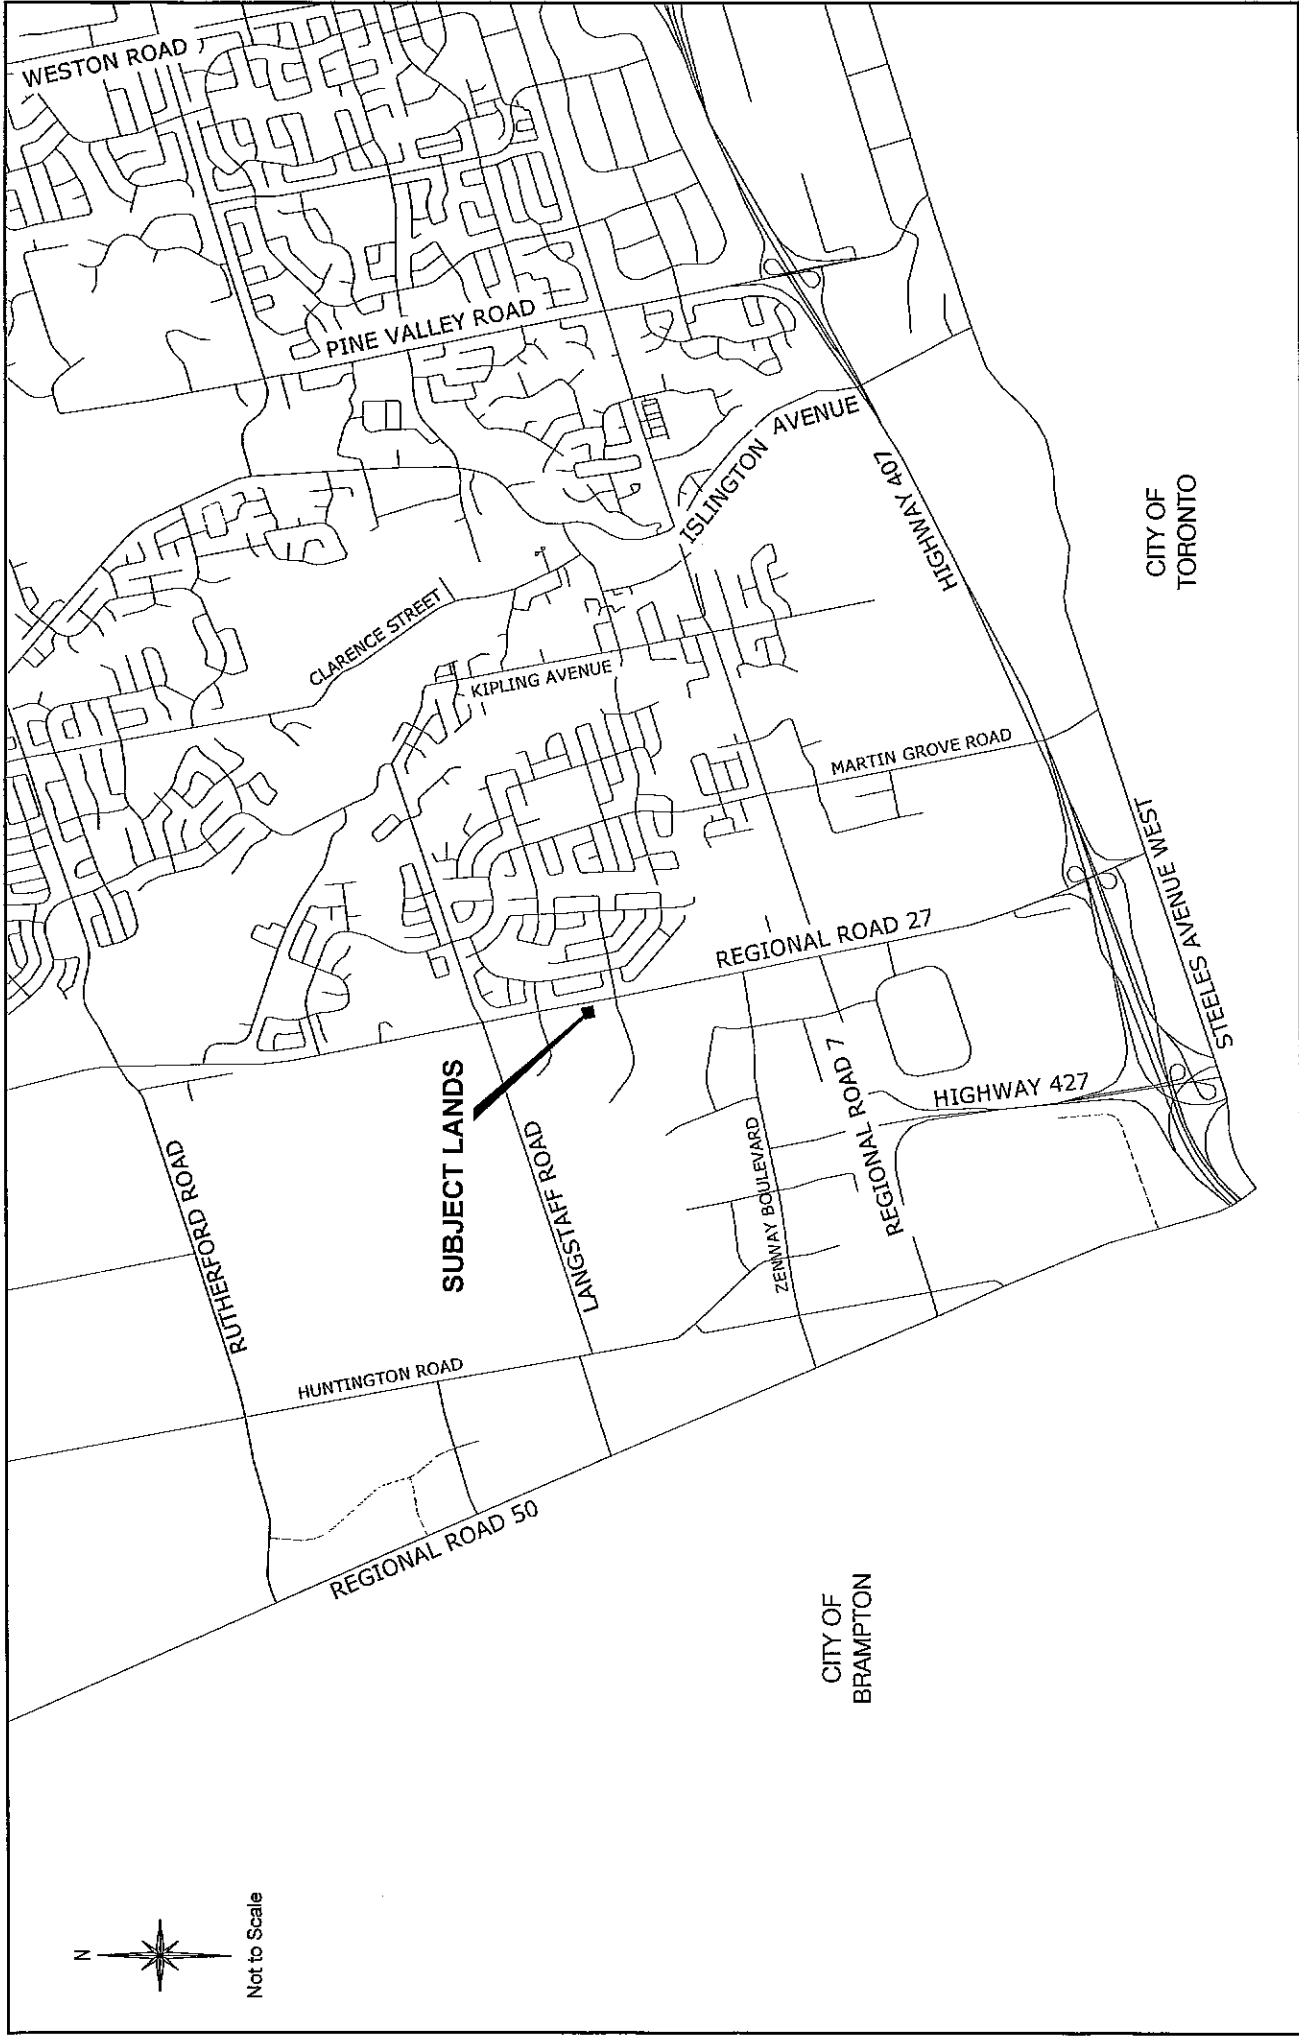 WESTON ROAD
PINE VALLEY ROAD
ISLINGTON AVENUE
HIGHWAY 407
CITY OF
TORONTO
CLARENCE STREET
KIPLING AVENUE
MARTIN GROVE ROAD
STEELES AVENUE WEST
REGIONAL ROAD 27
SUBJECT LANDS
REGIONAL ROAD 7
HIGHWAY 427
RUTHERFORD ROAD
LANGSTAFF ROAD
ZENWAY BOULEVARD
HUNTINGTON ROAD
REGIONAL ROAD 50
CITY OF
BRAMPTON
N
Not to Scale